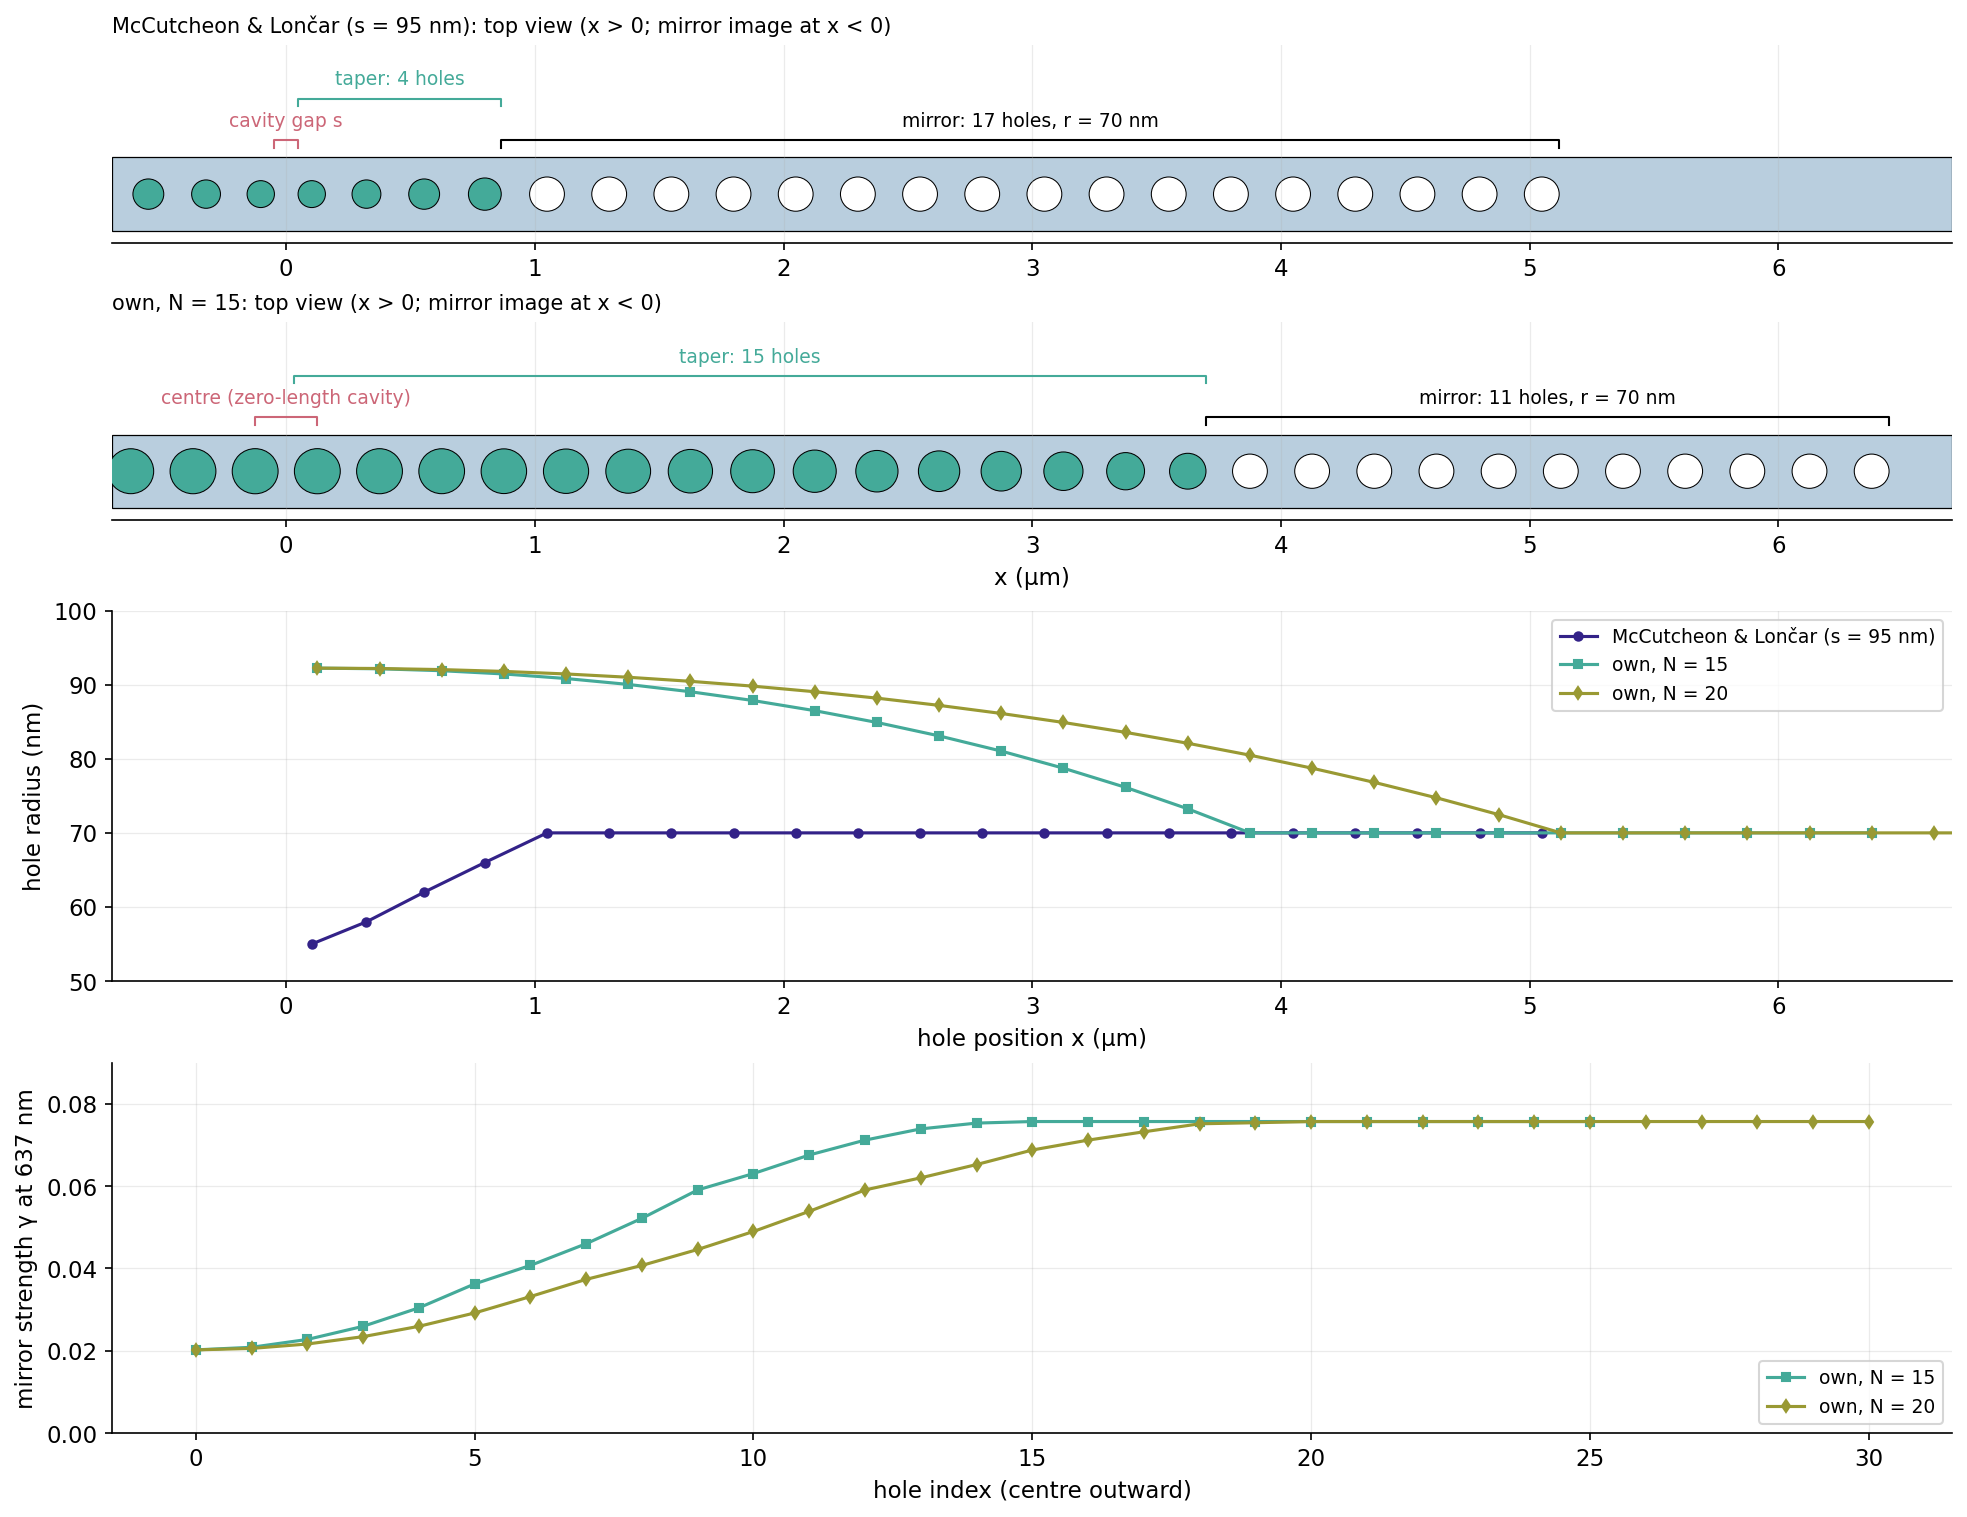 McCutcheon & Lončar (s = 95 nm): top view (x > 0; mirror image at x < 0)
taper: 4 holes
cavity gap s
mirror: 17 holes, r = 70 nm
0 1 2 3 4 5 6
own, N = 15: top view (x > 0; mirror image at x < 0)
taper: 15 holes
centre (zero-length cavity)
mirror: 11 holes, r = 70 nm
0 1 2 3 4 5 6
x (μm)
hole radius (nm)
100
90
80
70
60
50
McCutcheon & Lončar (s = 95 nm)
own, N = 15
own, N = 20
0 1 2 3 4 5 6
hole position x (μm)
mirror strength γ at 637 nm
0.08
0.06
0.04
0.02
0.00
own, N = 15
own, N = 20
0 5 10 15 20 25 30
hole index (centre outward)